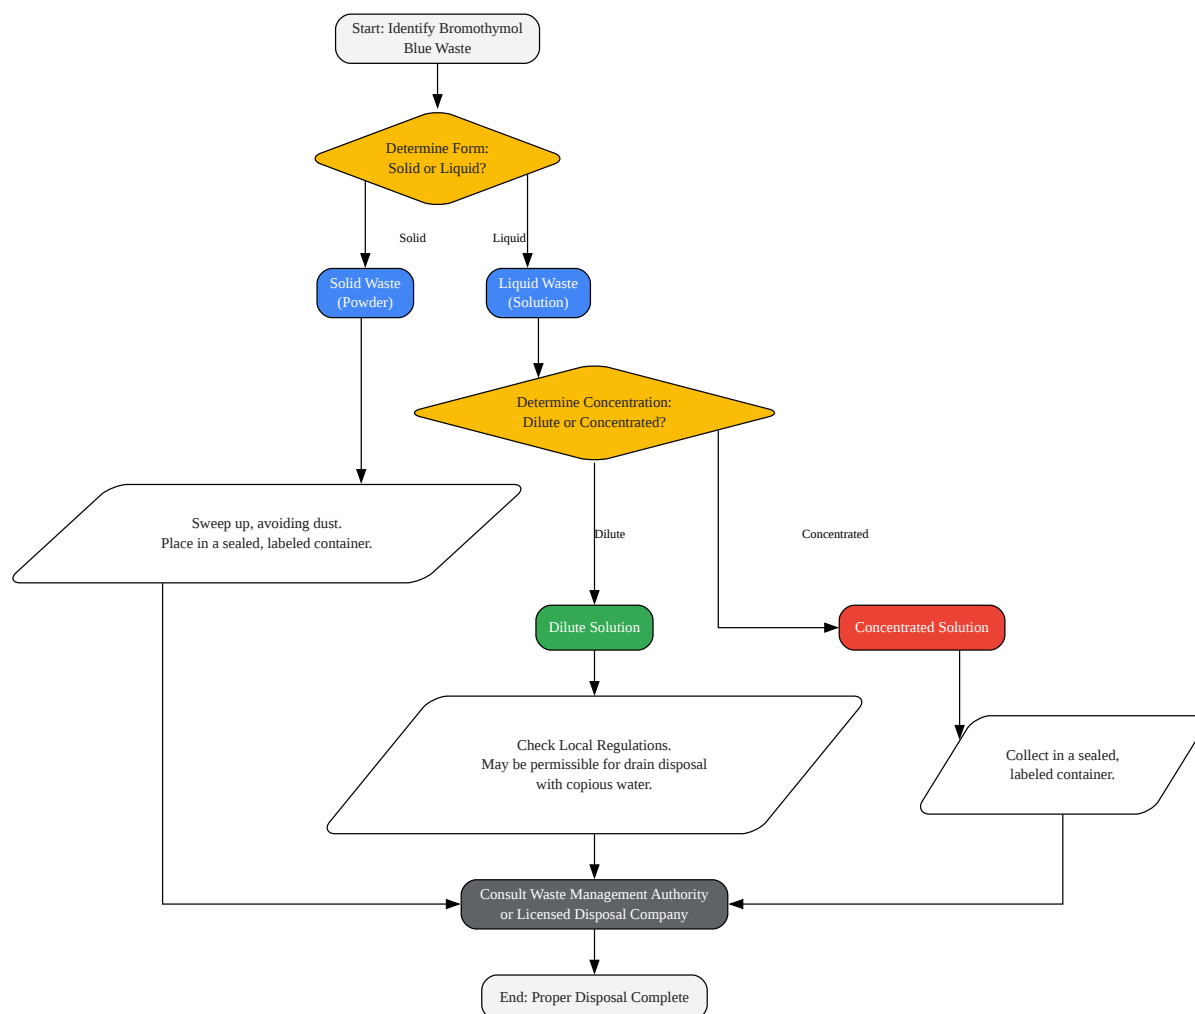 Start: Identify Bromothymol
Blue Waste
Determine Form:
Solid or Liquid?
Solid
Liquid
Solid Waste
(Powder)
Liquid Waste
(Solution)
Determine Concentration:
Dilute or Concentrated?
Sweep up, avoiding dust.
Place in a sealed, labeled container.
Dilute
Concentrated
Dilute Solution
Concentrated Solution
Check Local Regulations.
May be permissible for drain disposal
with copious water.
Collect in a sealed,
labeled container.
Consult Waste Management Authority
or Licensed Disposal Company
End: Proper Disposal Complete